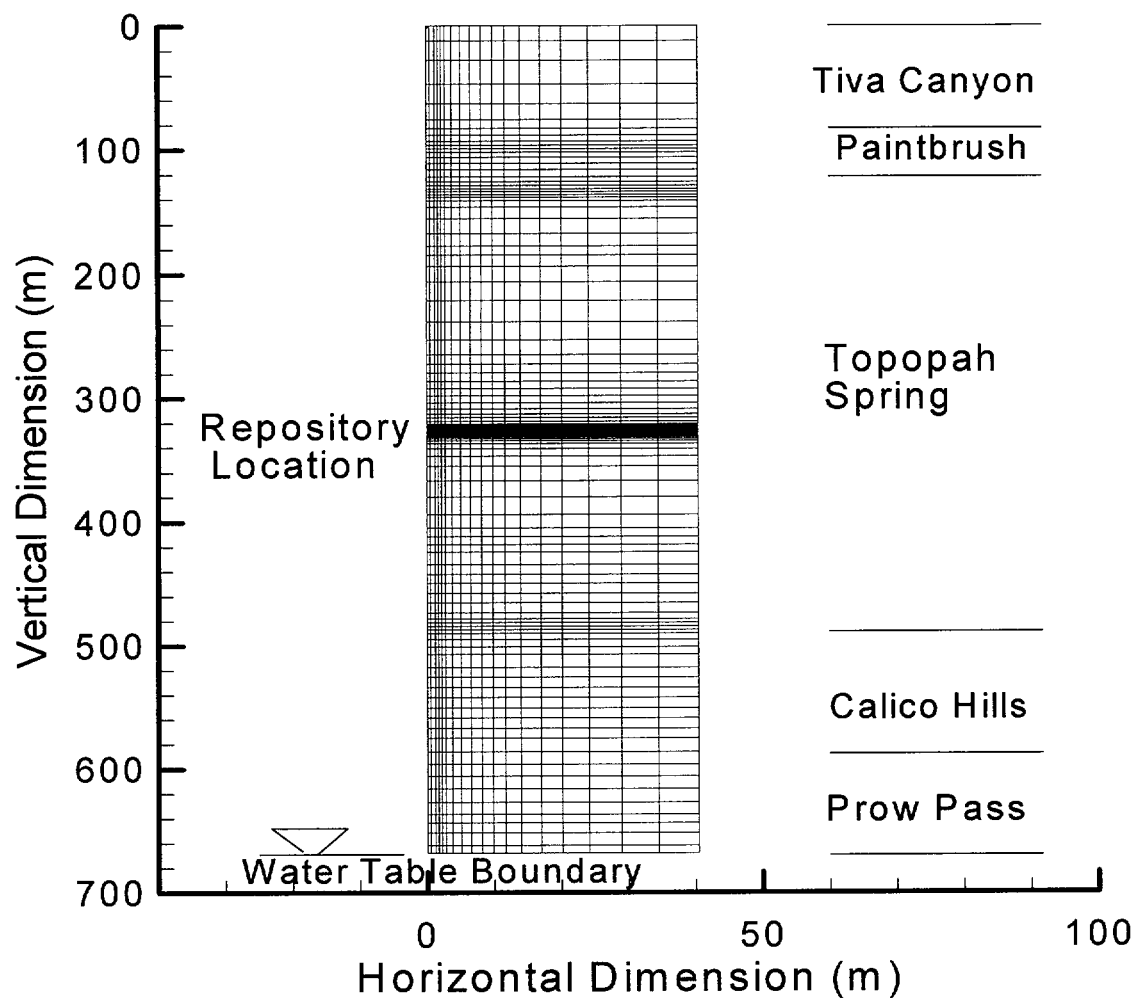 0
Tiva Canyon
100
Paintbrush
200
Vertical Dimension (m)
Topopah
Spring
300
Repository
Location
400
500
Calico Hills
600
Prow Pass
Water Table Boundary
700
0
50
100
Horizontal Dimension (m)